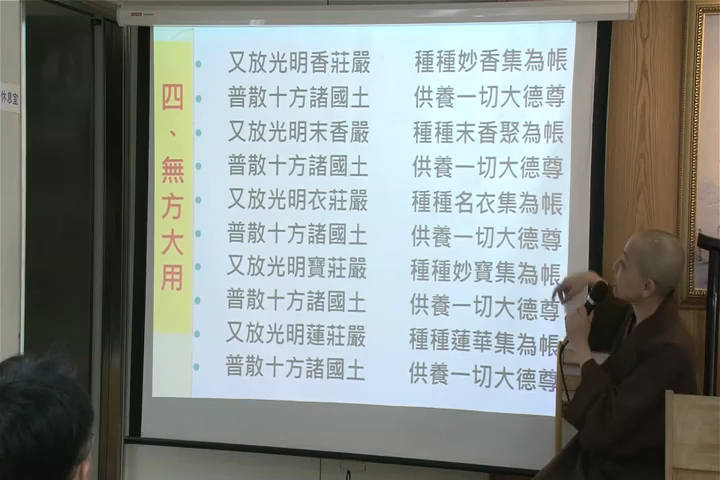 休息室
四、無方大用
又放光明香莊嚴 種種妙香集為帳
普散十方諸國土 供養一切大德尊
又放光明末香嚴 種種末香聚為帳
普散十方諸國土 供養一切大德尊
又放光明衣莊嚴 種種名衣集為帳
普散十方諸國土 供養一切大德尊
又放光明寶莊嚴 種種妙寶集為帳
普散十方諸國土 供養一切大德尊
又放光明蓮莊嚴 種種蓮華集為帳
普散十方諸國土 供養一切大德尊